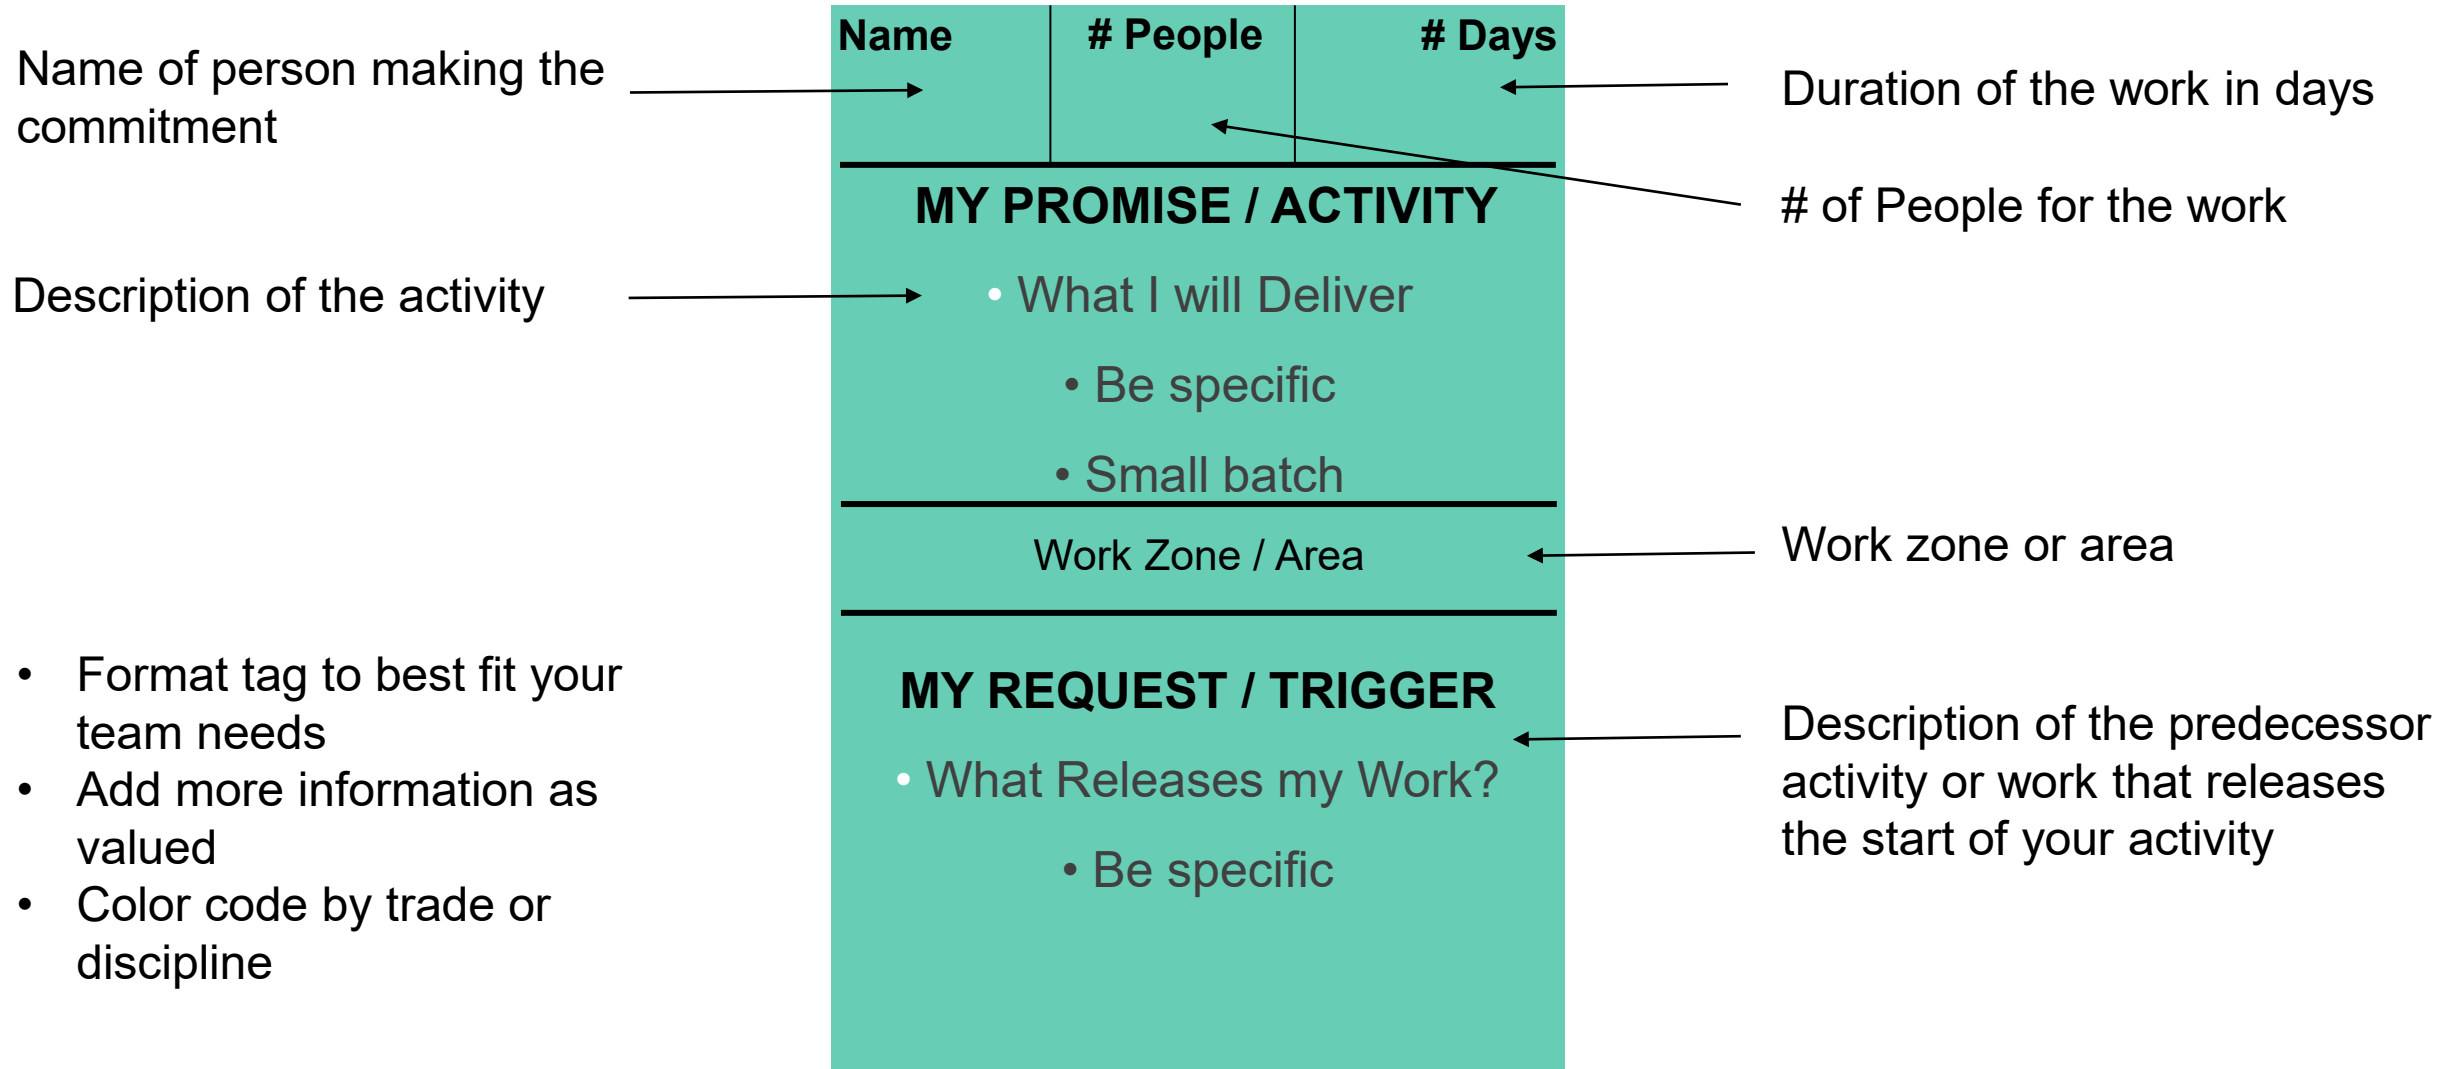 Name of person making the
commitment
Description of the activity
• Format tag to best fit your
team needs
• Add more information as
valued
• Color code by trade or
discipline
Name
# People
# Days
MY PROMISE / ACTIVITY
• What I will Deliver
• Be specific
• Small batch
Work Zone / Area
MY REQUEST / TRIGGER
• What Releases my Work?
• Be specific
Duration of the work in days
# of People for the work
Work zone or area
Description of the predecessor
activity or work that releases
the start of your activity